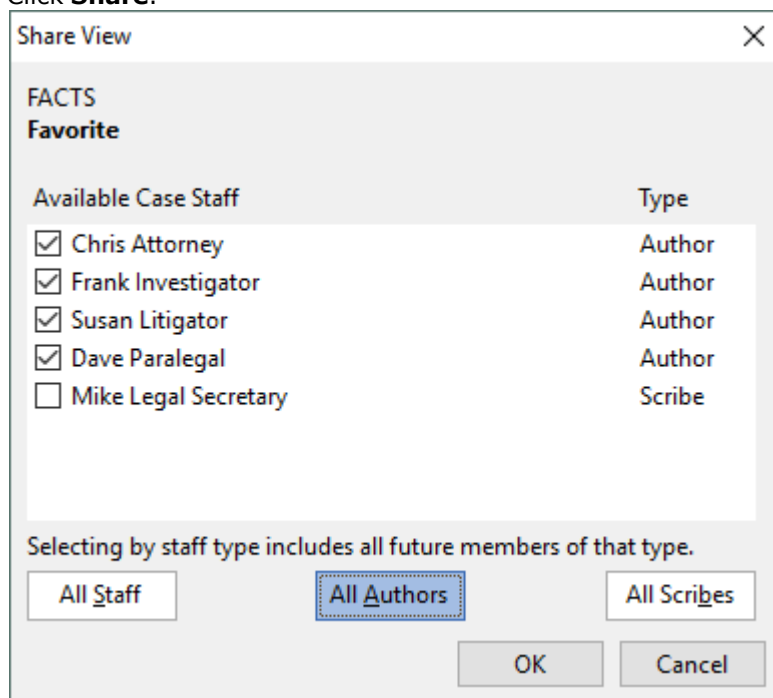 Click Share.
Share View
FACTS
Favorite
Available Case Staff Type
Chris Attorney Author
Frank Investigator Author
Susan Litigator Author
Dave Paralegal Author
Mike Legal Secretary Scribe
Selecting by staff type includes all future members of that type.
All Staff All Authors All Scribes
OK Cancel